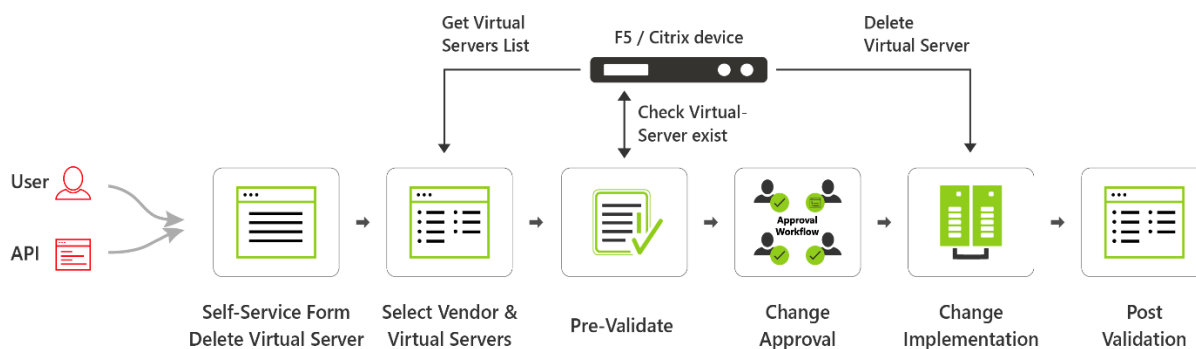 Get Virtual
Servers List
F5 / Citrix device
Delete
Virtual Server
Check Virtual-
Server exist
User
API
Approval
Workflow
Self-Service Form
Delete Virtual Server
Select Vendor &
Virtual Servers
Pre-Validate
Change
Approval
Change
Implementation
Post
Validation